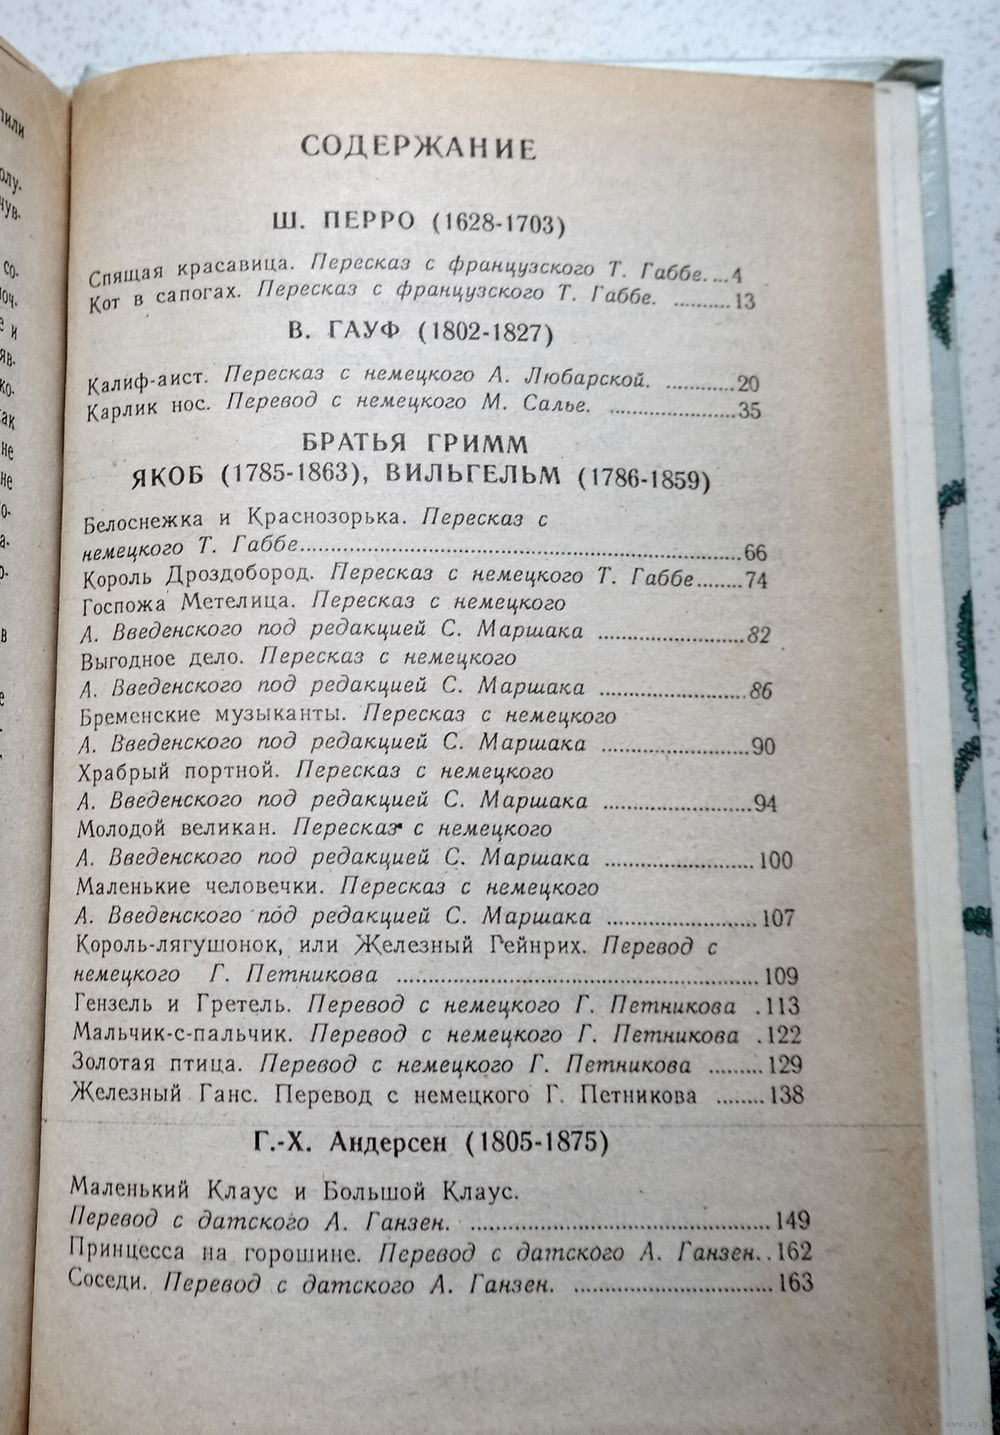 СОДЕРЖАНИЕ
Ш. ПЕРРО (1628-1703)
Спящая красавица. Пересказ с французского Т. Габбе....4
Кот в сапогах. Пересказ с французского Т. Габбе. ..........13
В. ГАУФ (1802-1827)
Калиф-аист. Пересказ с немецкого А. Любарской. ............20
Карлик нос. Перевод с немецкого М. Салье. ......................35
БРАТЬЯ ГРИММ
ЯКОБ (1785-1863), ВИЛЬГЕЛЬМ (1786-1859)
Белоснежка и Краснозорька. Пересказ с
немецкого Т. Габбе..........................................................................66
Король Дроздобород. Пересказ с немецкого Т. Габбе........74
Госпожа Метелица. Пересказ с немецкого
А. Введенского под редакцией С. Маршака .........................82
Выгодное дело. Пересказ с немецкого
А. Введенского под редакцией С. Маршака .........................86
Бременские музыканты. Пересказ с немецкого
А. Введенского под редакцией С. Маршака .........................90
Храбрый портной. Пересказ с немецкого
А. Введенского под редакцией С. Маршака .........................94
Молодой великан. Пересказ с немецкого
А. Введенского под редакцией С. Маршака .........................100
Маленькие человечки. Пересказ с немецкого
А. Введенского под редакцией С. Маршака .........................107
Король-лягушонок, или Железный Гейнрих. Перевод с
немецкого Г. Петникова .............................................................109
Гензель и Гретель. Перевод с немецкого Г. Петникова .113
Мальчик-с-пальчик. Перевод с немецкого Г. Петникова .122
Золотая птица. Перевод с немецкого Г. Петникова .........129
Железный Ганс. Перевод с немецкого Г. Петникова ........138
Г.-Х. Андерсен (1805-1875)
Маленький Клаус и Большой Клаус.
Перевод с датского А. Ганзен. ..................................................149
Принцесса на горошине. Перевод с датского А. Ганзен..162
Соседи. Перевод с датского А. Ганзен. .................................163